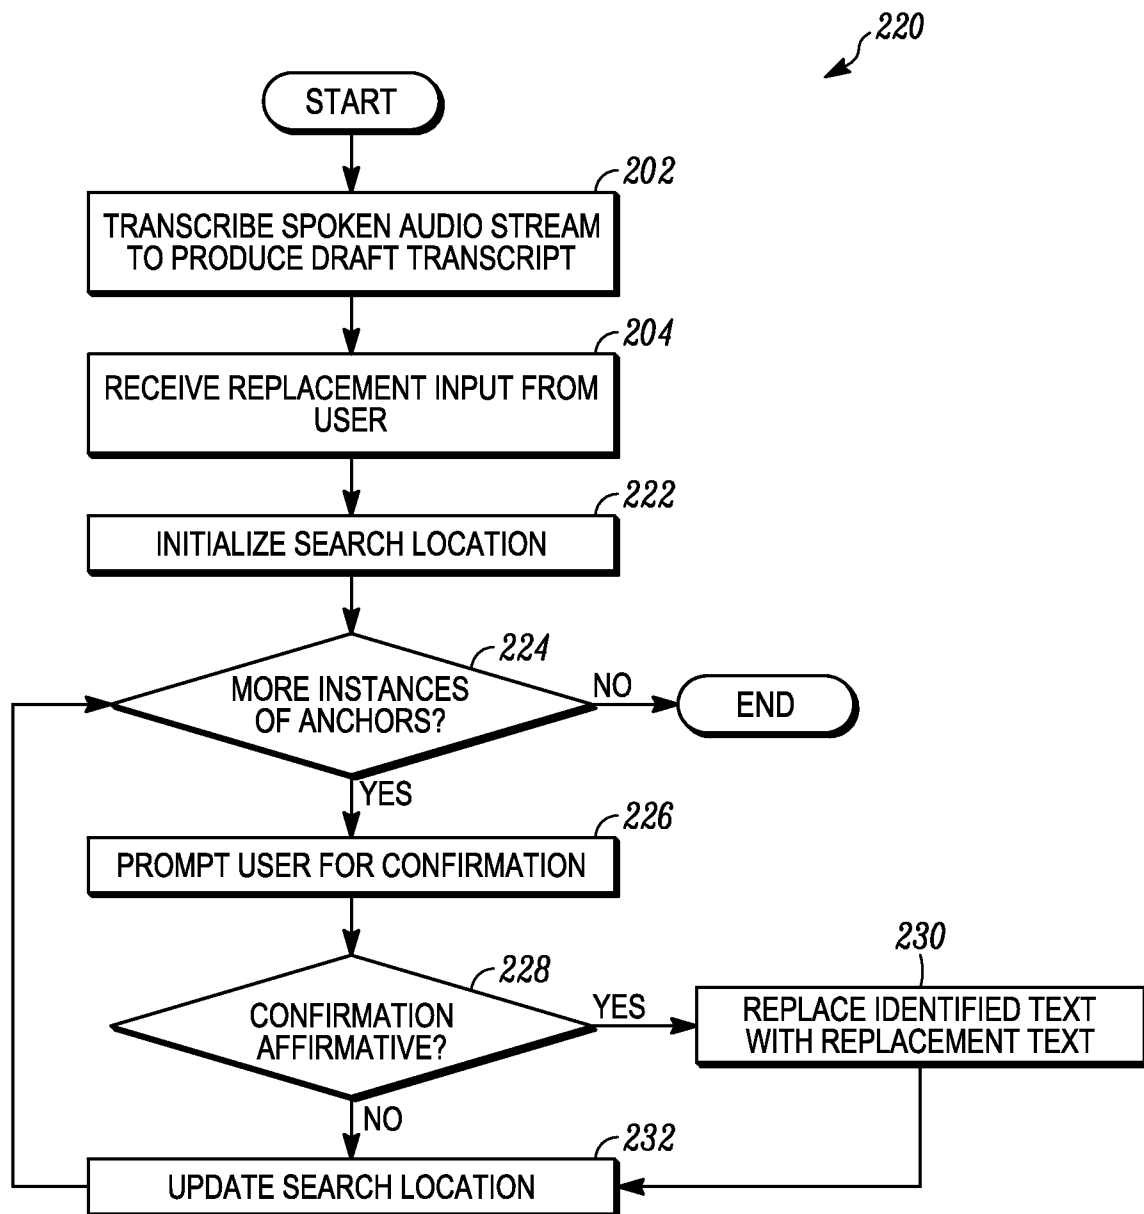 220
START
202
TRANSCRIBE SPOKEN AUDIO STREAM
TO PRODUCE DRAFT TRANSCRIPT
204
RECEIVE REPLACEMENT INPUT FROM
USER
222
INITIALIZE SEARCH LOCATION
224
MORE INSTANCES
OF ANCHORS?
NO
END
YES
226
PROMPT USER FOR CONFIRMATION
228
CONFIRMATION
AFFIRMATIVE?
YES
230
REPLACE IDENTIFIED TEXT
WITH REPLACEMENT TEXT
NO
232
UPDATE SEARCH LOCATION